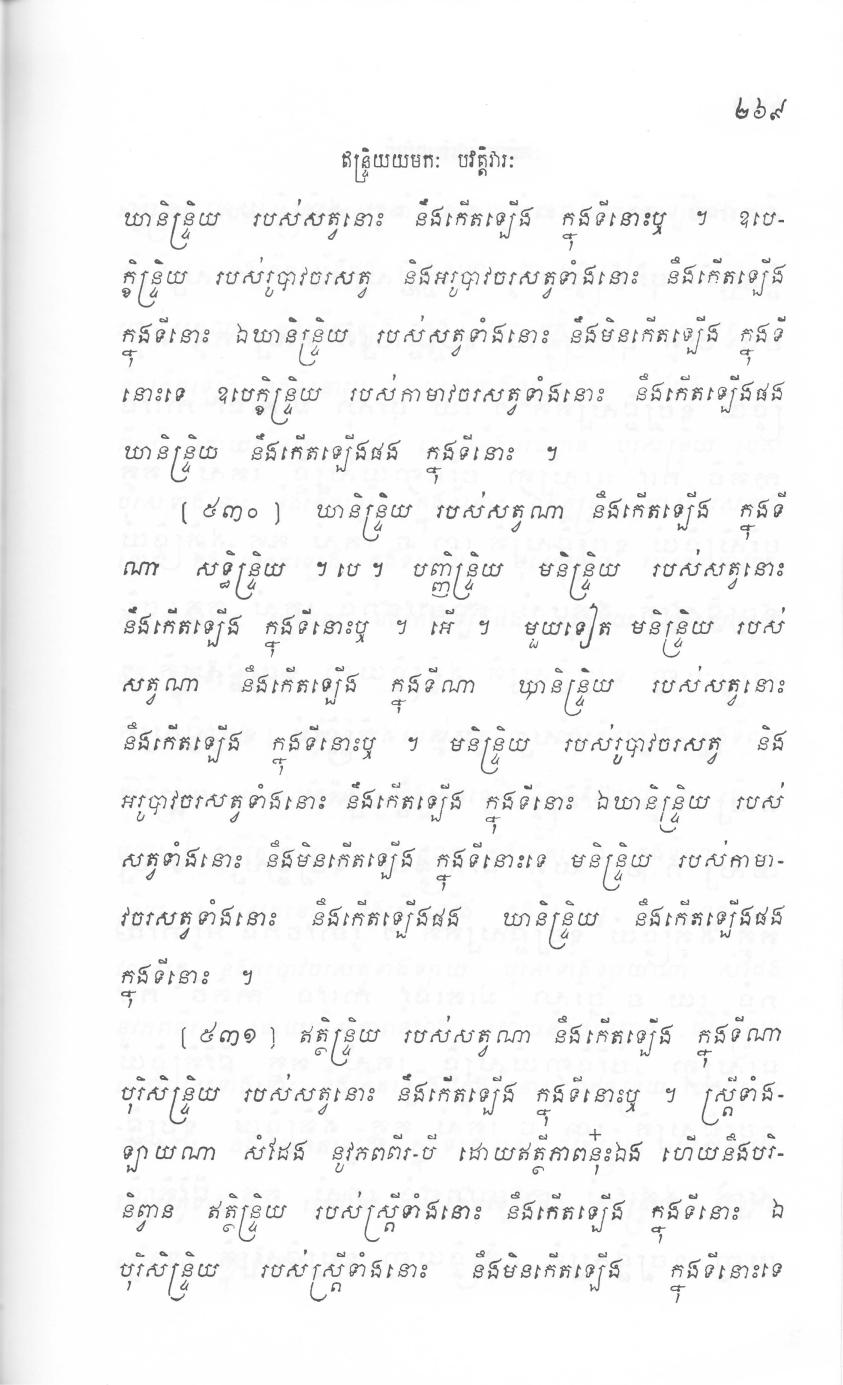 ២៦៩
ឥន្ទ្រិយយមកៈ បវត្តិវារៈ
ឃានិន្ទ្រិយ របស់សត្វនោះ នឹងកើតឡើង ក្នុងទីនោះឬ ។ ឧបេ-
ក្ខិន្ទ្រិយ របស់រូបាវចរសត្វ និងអរូបាវចរសត្វទាំងនោះ នឹងកើតឡើង
ក្នុងទីនោះ ឯឃានិន្ទ្រិយ របស់សត្វទាំងនោះ នឹងមិនកើតឡើង ក្នុងទី
នោះទេ ឧបេក្ខិន្ទ្រិយ របស់កាមាវចរសត្វទាំងនោះ នឹងកើតឡើងផង
ឃានិន្ទ្រិយ នឹងកើតឡើងផង ក្នុងទីនោះ ។
[ ៥៣០ ] ឃានិន្ទ្រិយ របស់សត្វណា នឹងកើតឡើង ក្នុងទី
ណា សទ្ធិន្ទ្រិយ ។ បេ ។ បញ្ញិន្ទ្រិយ មនិន្ទ្រិយ របស់សត្វនោះ
នឹងកើតឡើង ក្នុងទីនោះឬ ។ អើ ។ មួយទៀត មនិន្ទ្រិយ របស់
សត្វណា នឹងកើតឡើង ក្នុងទីណា ឃានិន្ទ្រិយ របស់សត្វនោះ
នឹងកើតឡើង ក្នុងទីនោះឬ ។ មនិន្ទ្រិយ របស់រូបាវចរសត្វ និង
អរូបាវចរសត្វទាំងនោះ នឹងកើតឡើង ក្នុងទីនោះ ឯឃានិន្ទ្រិយ របស់
សត្វទាំងនោះ នឹងមិនកើតឡើង ក្នុងទីនោះទេ មនិន្ទ្រិយ របស់កាមា-
វចរសត្វទាំងនោះ នឹងកើតឡើងផង ឃានិន្ទ្រិយ នឹងកើតឡើងផង
ក្នុងទីនោះ ។
[ ៥៣១ ] ឥត្ថិន្ទ្រិយ របស់សត្វណា នឹងកើតឡើង ក្នុងទីណា
បុរិសិន្ទ្រិយ របស់សត្វនោះ នឹងកើតឡើង ក្នុងទីនោះឬ ។ ស្ត្រីទាំង-
ឡាយណា សំដែង នូវភពពីរ-បី ដោយឥត្ថីភាពនុ៎ះឯង ហើយនឹងបរិ-
និព្វាន ឥត្ថិន្ទ្រិយ របស់ស្ត្រីទាំងនោះ នឹងកើតឡើង ក្នុងទីនោះ ឯ
បុរិសិន្ទ្រិយ របស់ស្ត្រីទាំងនោះ នឹងមិនកើតឡើង ក្នុងទីនោះទេ